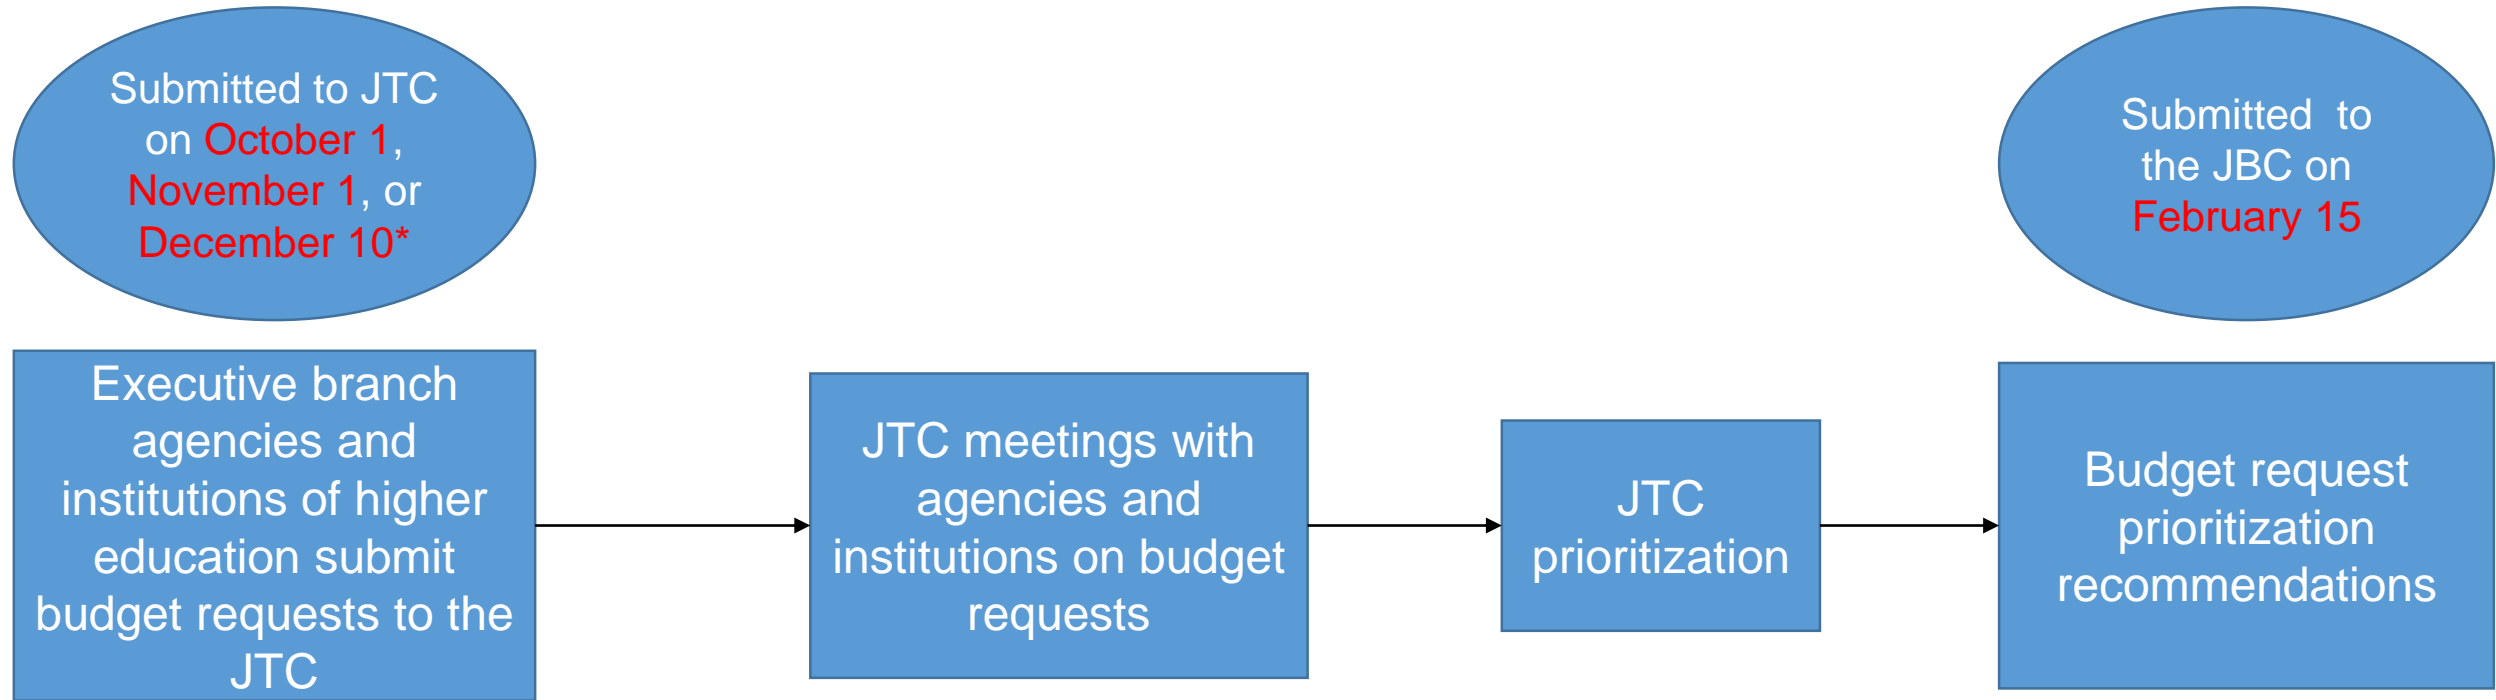 Submitted to JTC
on October 1,
November 1, or
December 10*
Submitted  to
the JBC on
February 15
Executive branch
agencies and
institutions of higher
education submit
budget requests to the
JTC
JTC meetings with
agencies and
institutions on budget
requests
JTC
prioritization
Budget request
prioritization
recommendations